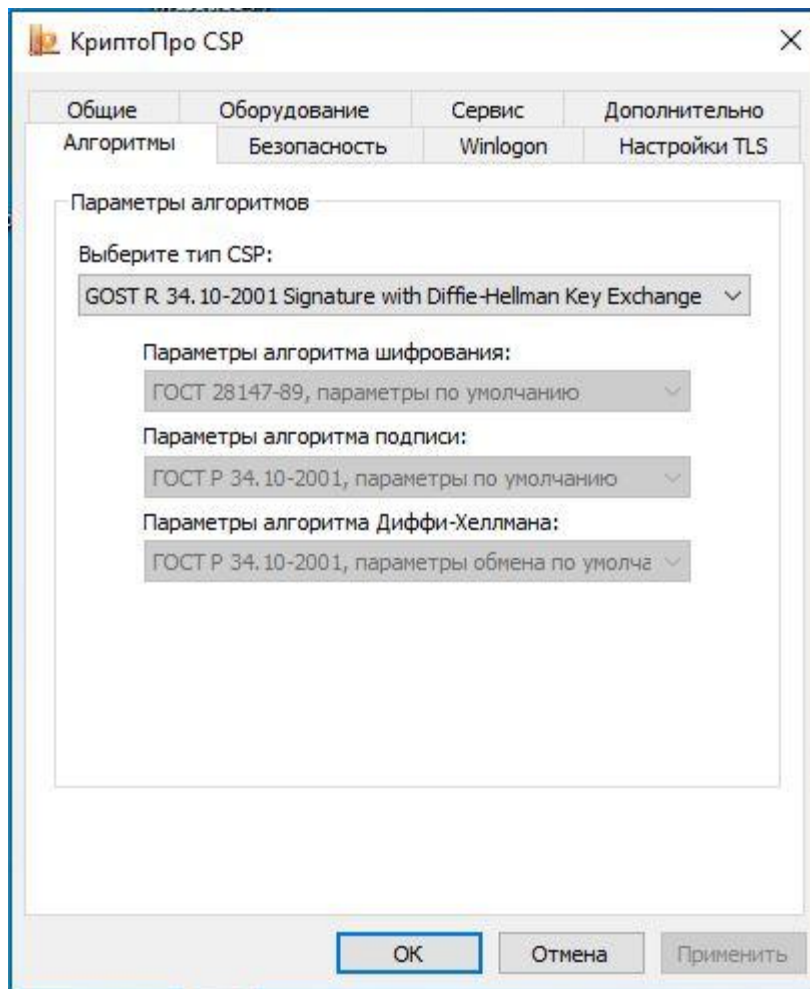 КриптоПро CSP
Общие
Оборудование
Сервис
Дополнительно
Алгоритмы
Безопасность
Winlogon
Настройки TLS
Параметры алгоритмов
Выберите тип CSP:
GOST R 34.10-2001 Signature with Diffie-Hellman Key Exchange
Параметры алгоритма шифрования:
ГОСТ 28147-89, параметры по умолчанию
Параметры алгоритма подписи:
ГОСТ Р 34.10-2001, параметры по умолчанию
Параметры алгоритма Диффи-Хеллмана:
ГОСТ Р 34.10-2001, параметры обмена по умолча
ОК
Отмена
Применить